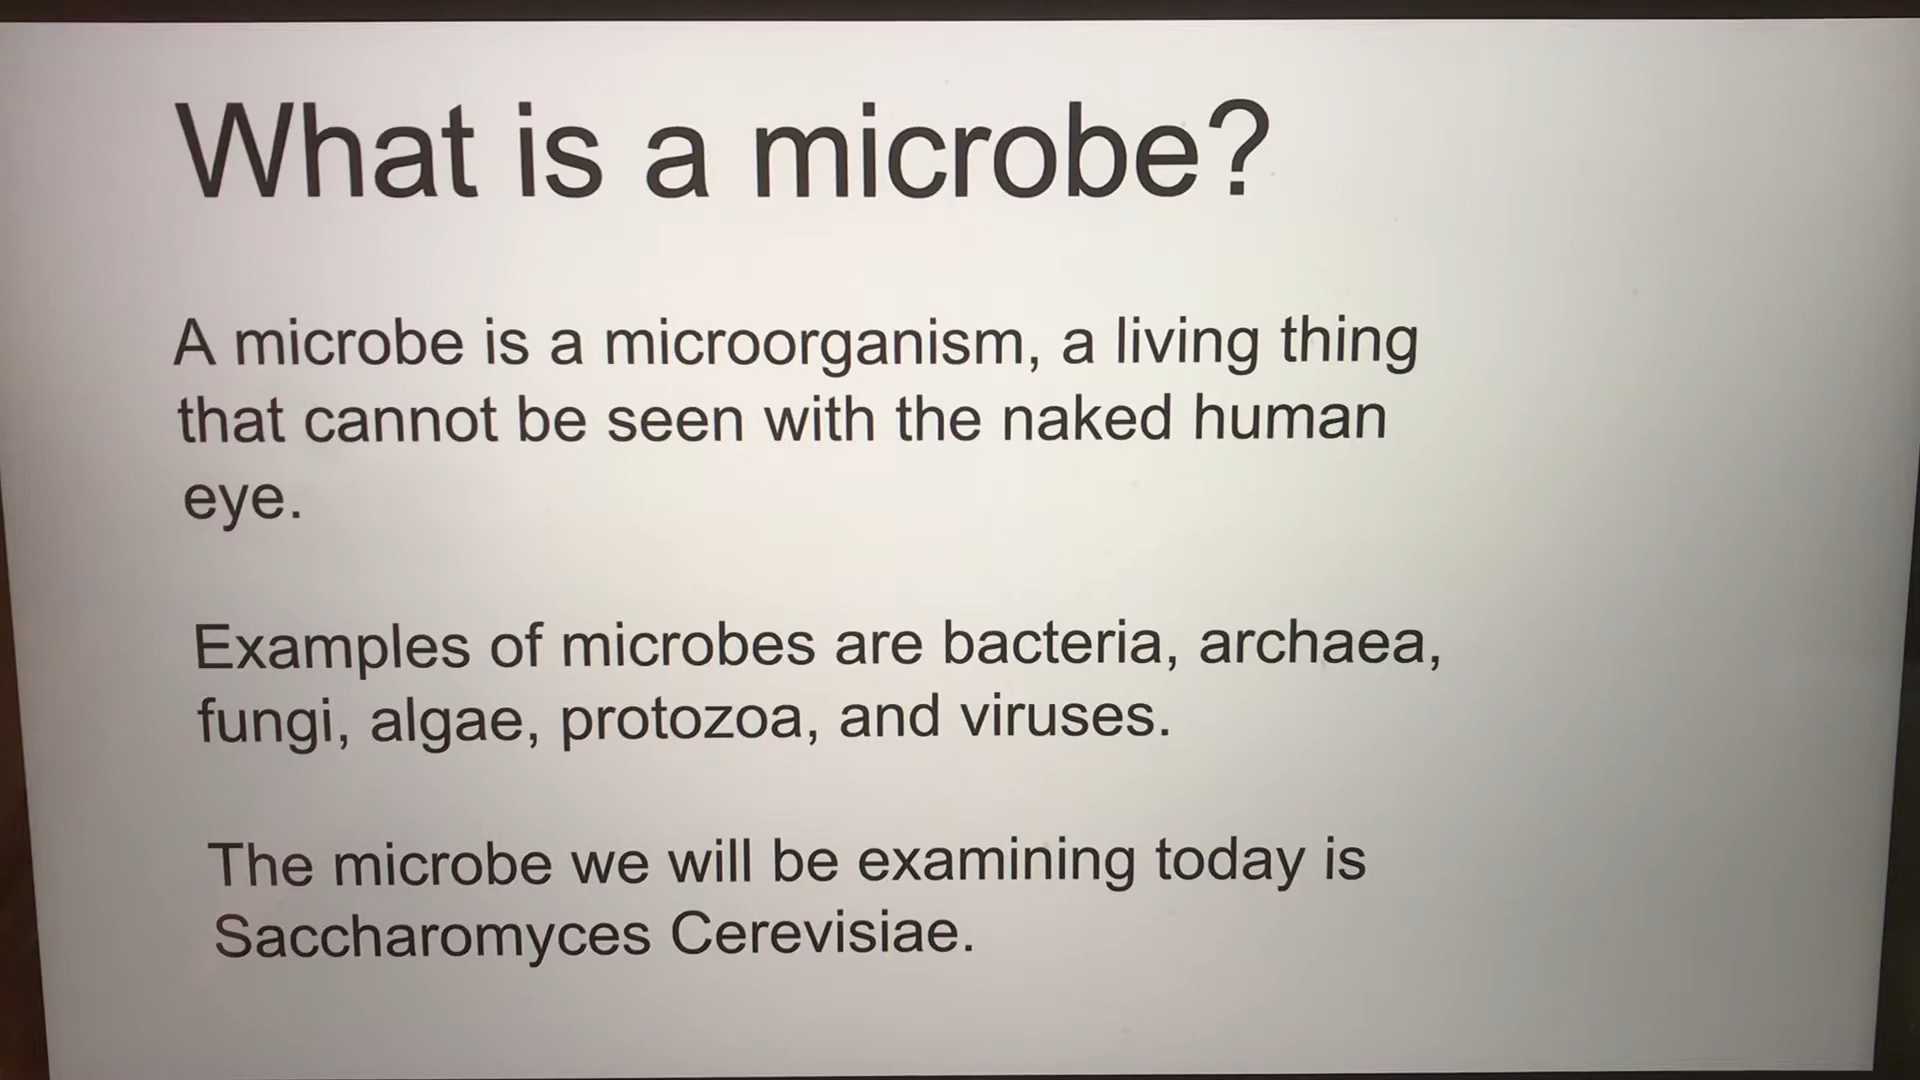 What is a microbe?
A microbe is a microorganism, a living thing
that cannot be seen with the naked human
eye.
Examples of microbes are bacteria, archaea,
fungi, algae, protozoa, and viruses.
The microbe we will be examining today is
Saccharomyces Cerevisiae.